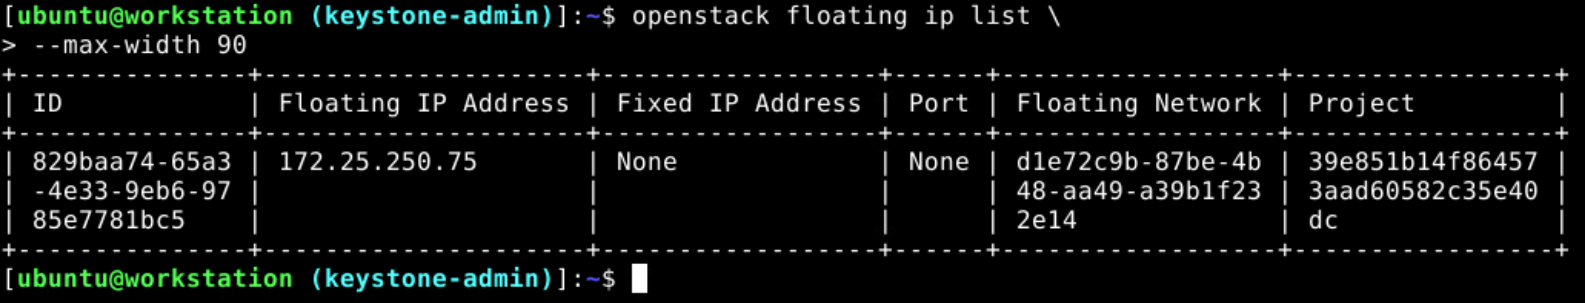 [ubuntu@workstation (keystone-admin)]:~$ openstack floating ip list \
> --max-width 90
+---------------+---------------------+------------------+------+------------------+-----------------+
| ID            | Floating IP Address | Fixed IP Address | Port | Floating Network | Project         |
+---------------+---------------------+------------------+------+------------------+-----------------+
| 829baa74-65a3 | 172.25.250.75       | None             | None | d1e72c9b-87be-4b | 39e851b14f86457 |
| -4e33-9eb6-97 |                     |                  |      | 48-aa49-a39b1f23 | 3aad60582c35e40 |
| 85e7781bc5    |                     |                  |      | 2e14             | dc              |
+---------------+---------------------+------------------+------+------------------+-----------------+
[ubuntu@workstation (keystone-admin)]:~$